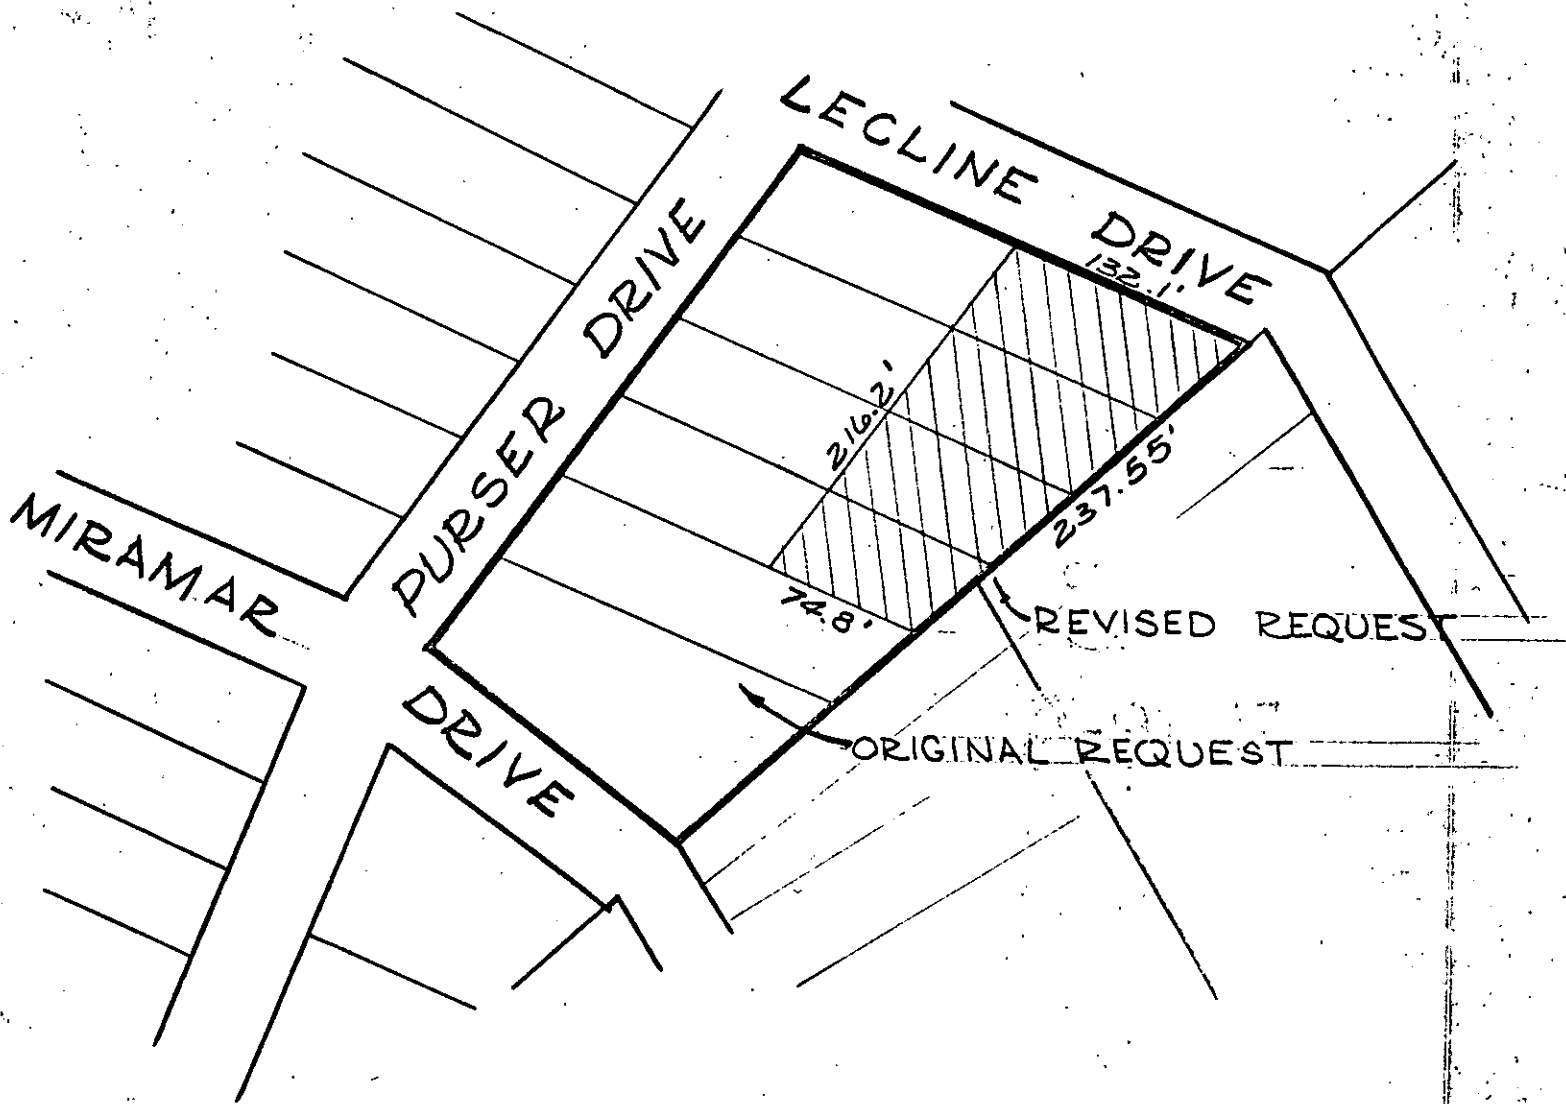 LECLINE DRIVE
132.1'
PURSER DRIVE
216.2'
237.55'
MIRAMAR DRIVE
74.8'
REVISED REQUEST
ORIGINAL REQUEST